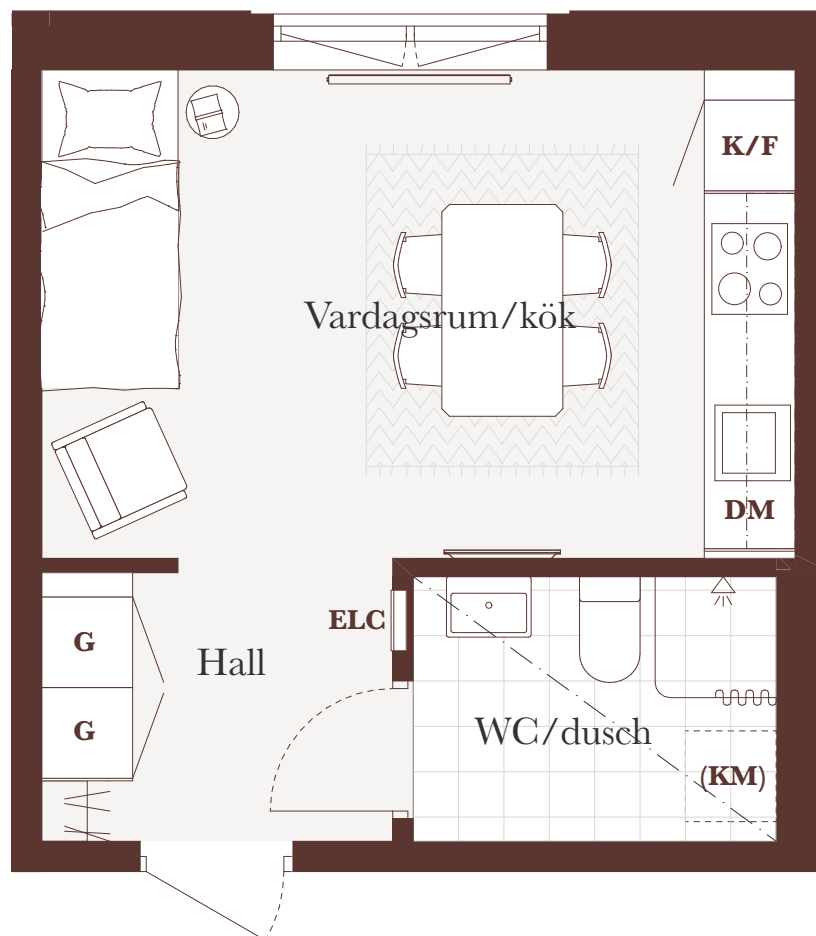 K/F
Vardagsrum/kök
DM
ELC
G
Hall
G
WC/dusch
(KM)